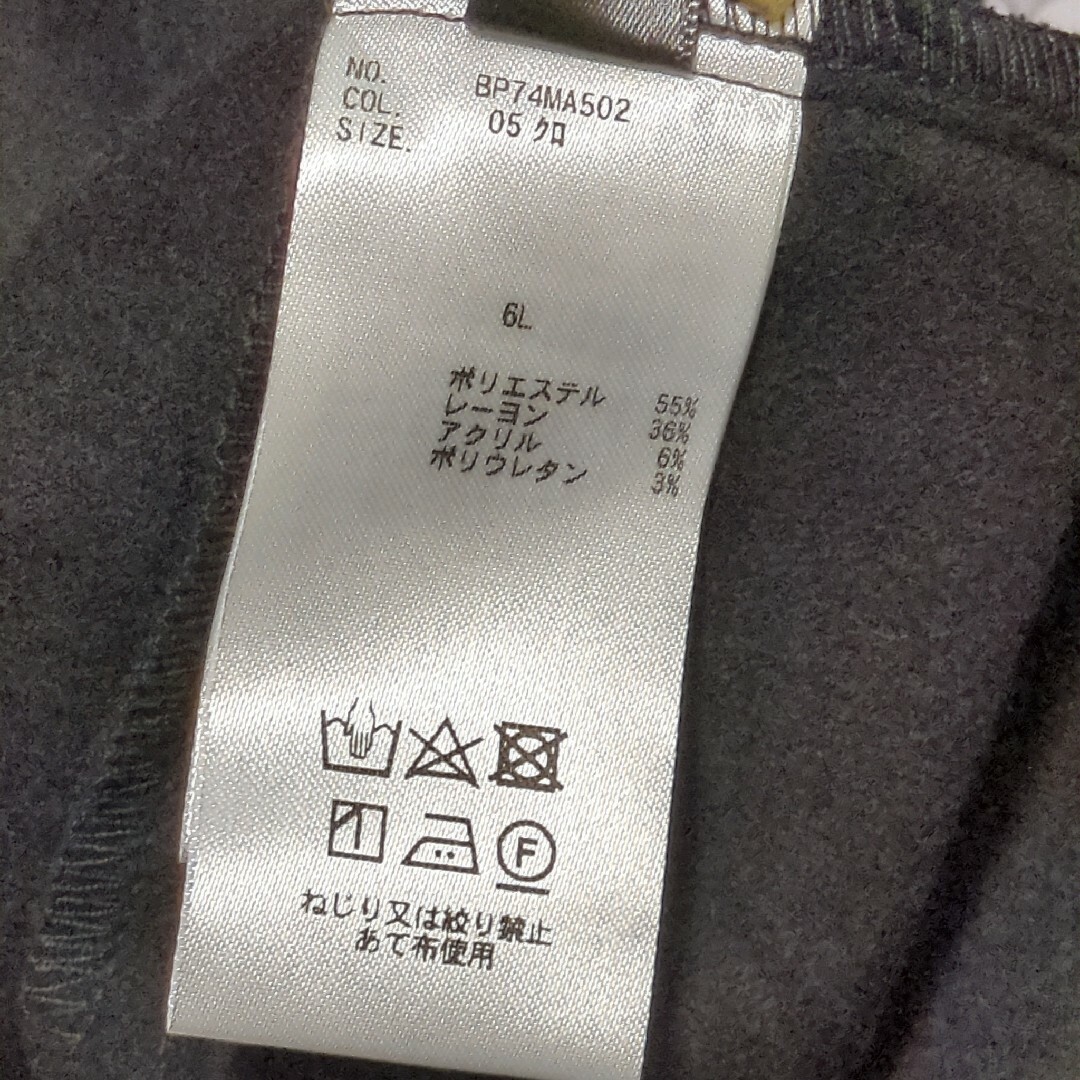 NO. BP74MA502
COL. 05 クロ
SIZE.
6L
ポリエステル 55%
レーヨン 36%
アクリル 6%
ポリウレタン 3%
F
ねじり又は絞り禁止
あて布使用